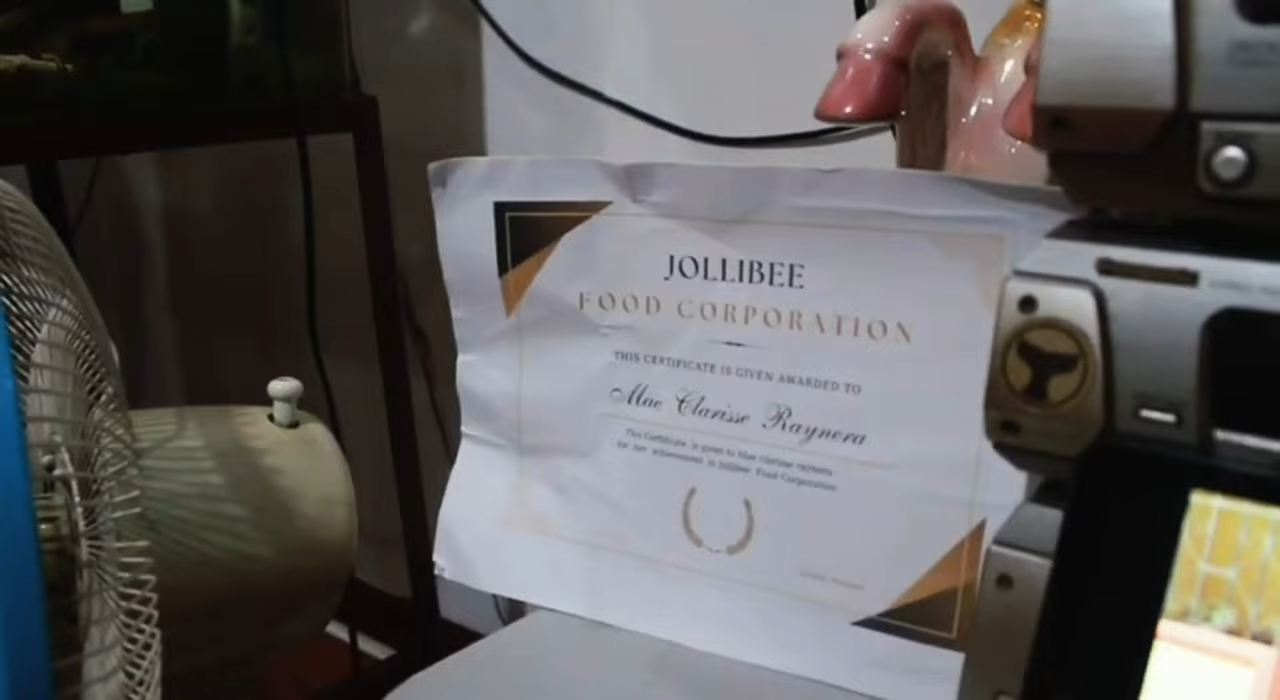 JOLLIBEE
FOOD CORPORATION
THIS CERTIFICATE IS GIVEN AWARDED TO
Mae Clarisse Raynera
This Certificate is given to Mae clarisse raynera
for her achievement in Jollibee Food Corporation